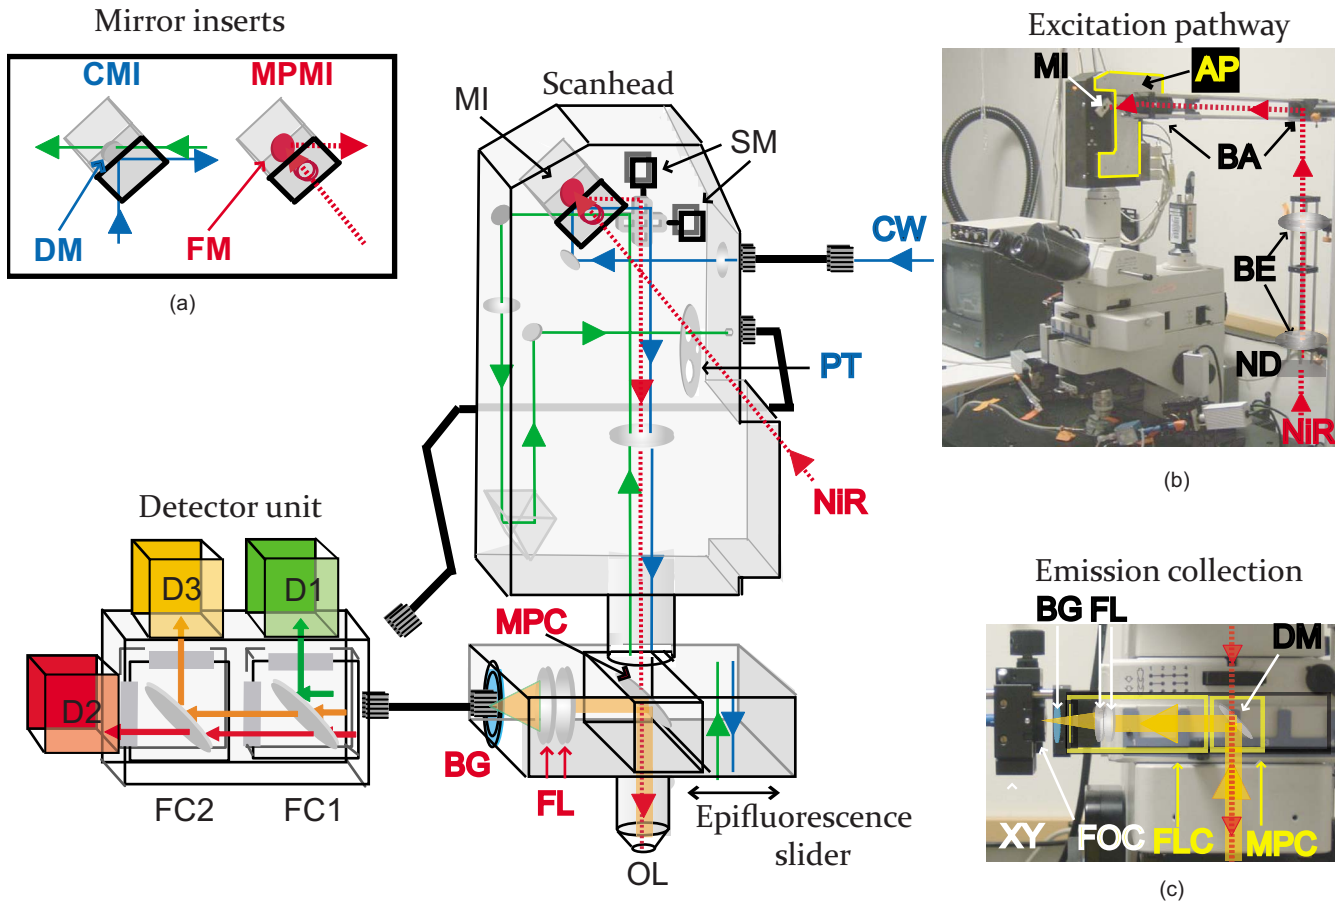 Mirror inserts
CMI
MPMI
DM
FM
(a)
Scanhead
MI
SM
CW
PT
NiR
Excitation pathway
MI
AP
BA
BE
ND
NiR
(b)
Detector unit
D3
D1
D2
FC2
FC1
MPC
BG
FL
Epifluorescence
slider
OL
Emission collection
BG FL
DM
XY
FOC
FLC
MPC
(c)